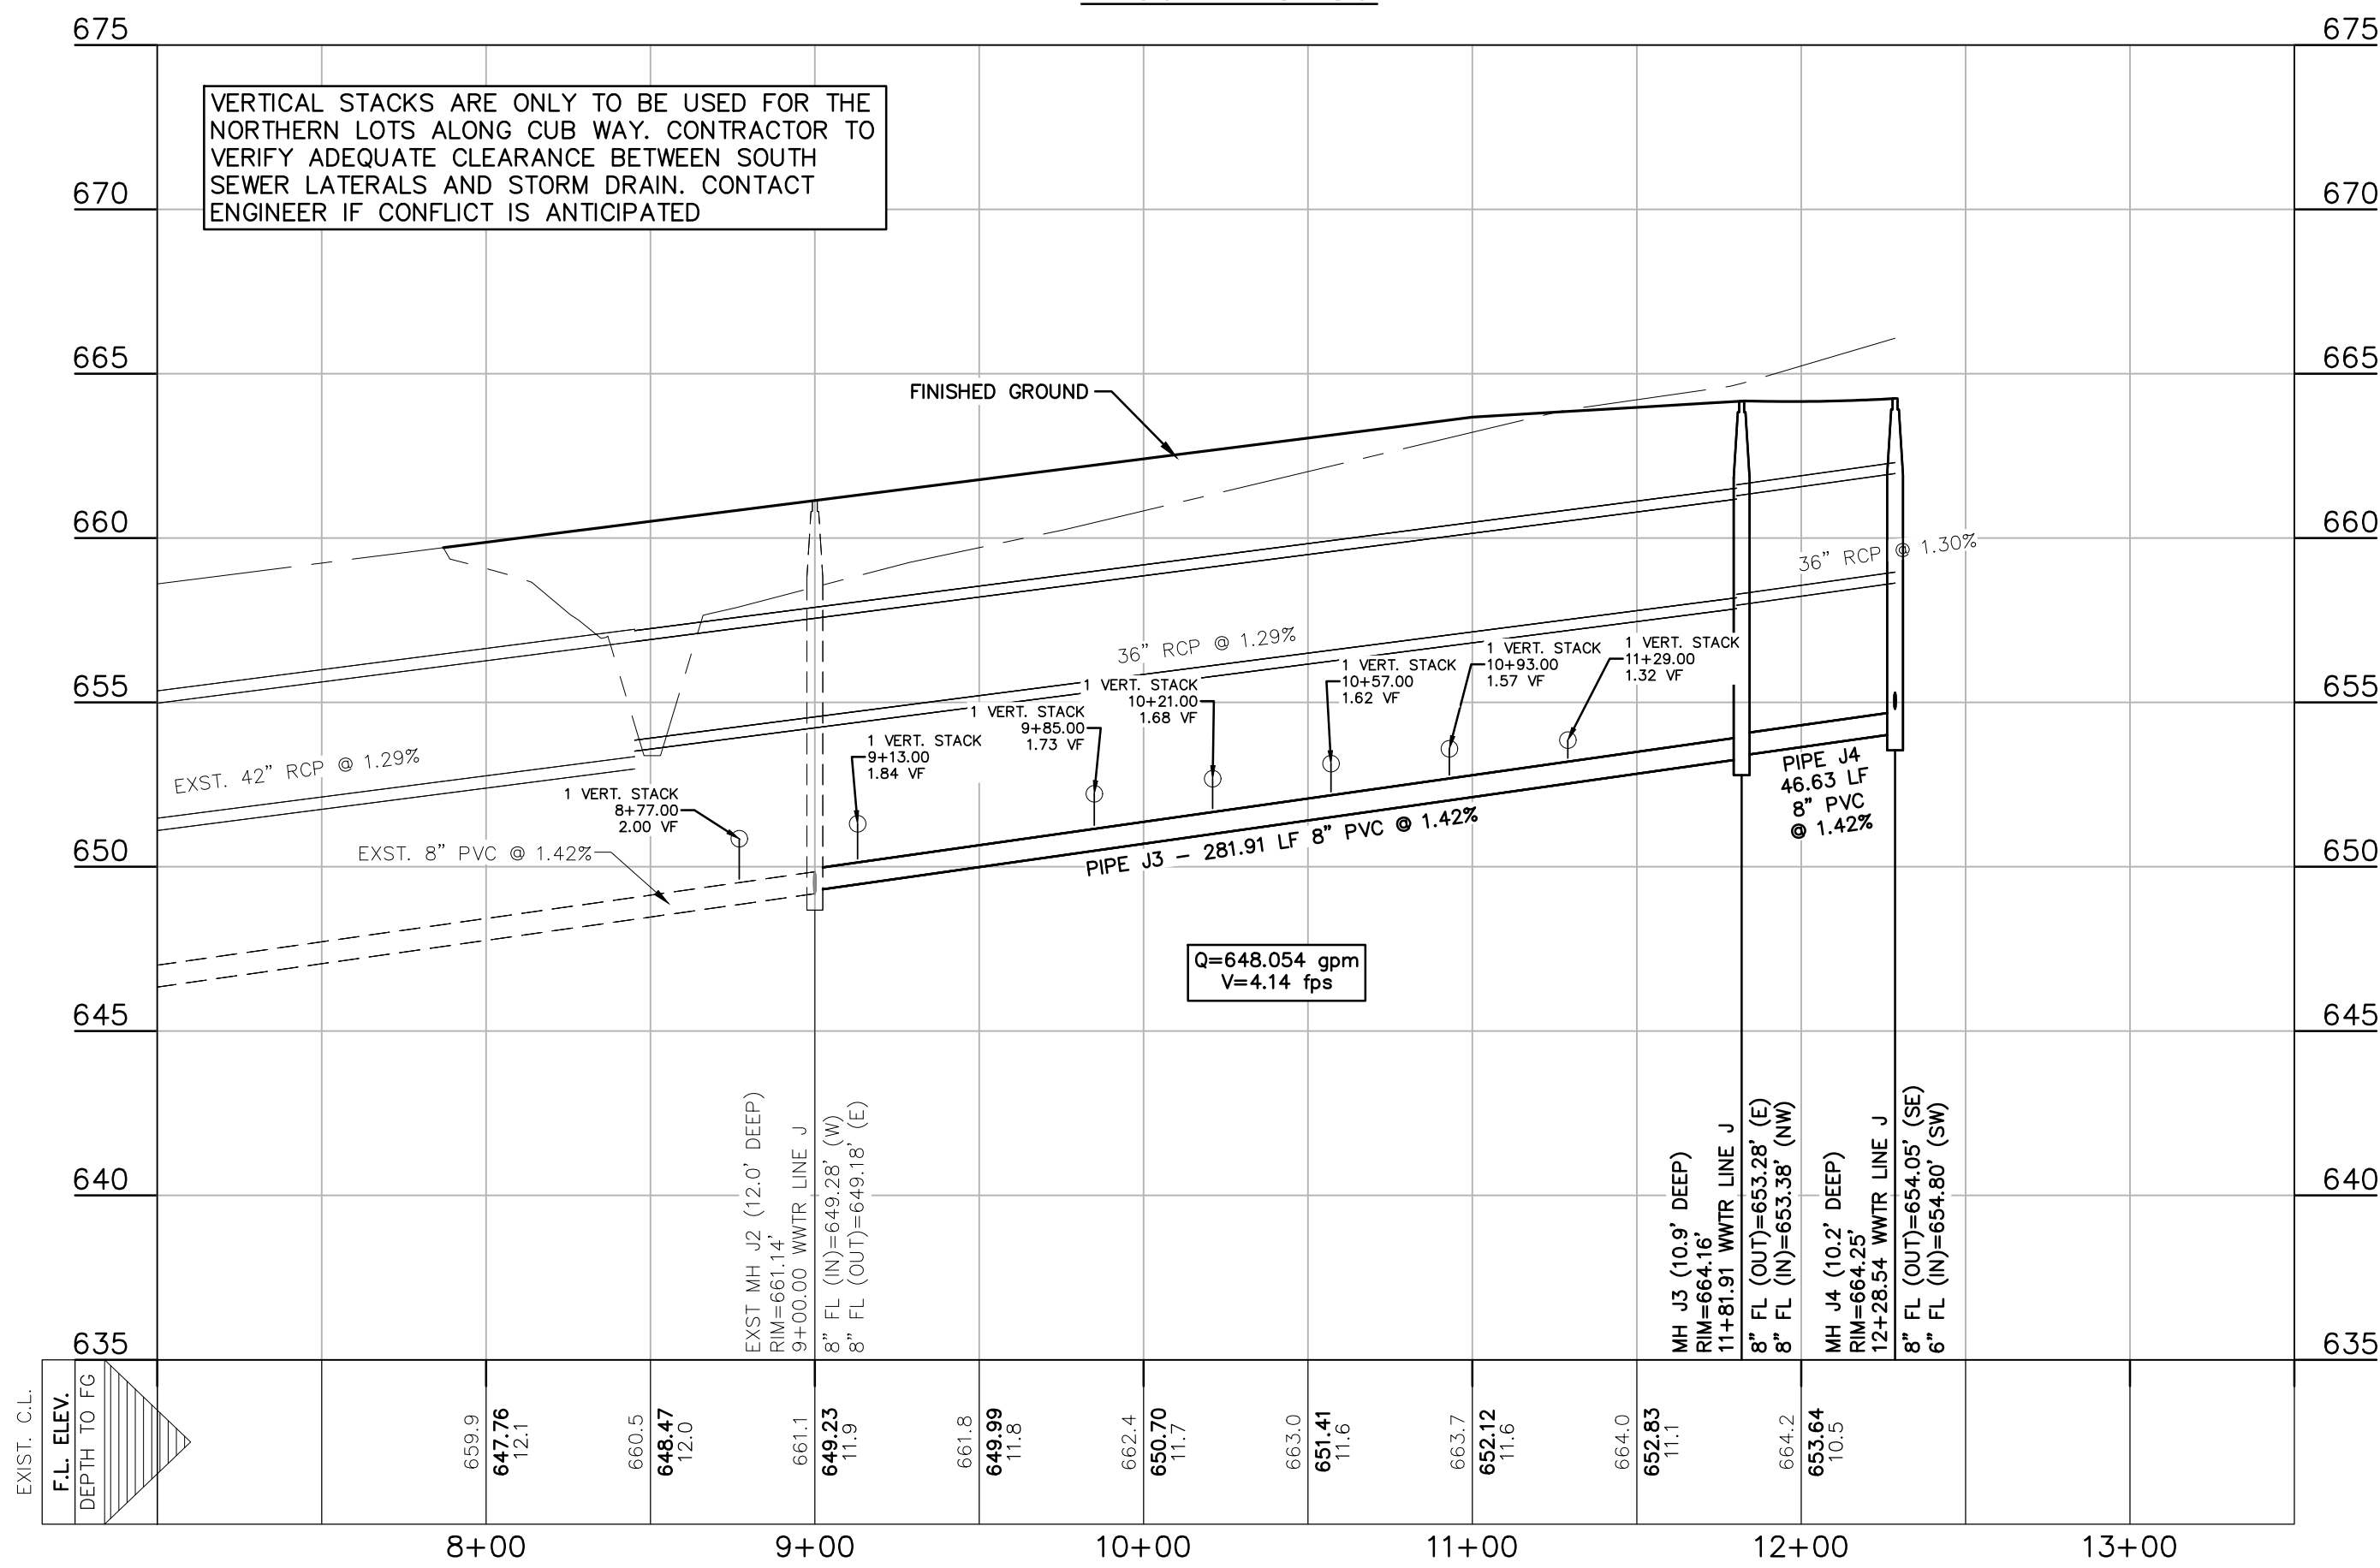 675
675
VERTICAL STACKS ARE ONLY TO BE USED FOR THE
NORTHERN LOTS ALONG CUB WAY. CONTRACTOR TO
VERIFY ADEQUATE CLEARANCE BETWEEN SOUTH
SEWER LATERALS AND STORM DRAIN. CONTACT
ENGINEER IF CONFLICT IS ANTICIPATED
670
670
665
665
FINISHED GROUND
660
660
36" RCP @ 1.30%
36" RCP @ 1.29%
655
655
EXST. 42" RCP @ 1.29%
1 VERT. STACK
8+77.00
2.00 VF
1 VERT. STACK
9+13.00
1.84 VF
1 VERT. STACK
9+85.00
1.73 VF
1 VERT. STACK
10+21.00
1.68 VF
1 VERT. STACK
10+57.00
1.62 VF
1 VERT. STACK
10+93.00
1.57 VF
1 VERT. STACK
11+29.00
1.32 VF
650
650
EXST. 8" PVC @ 1.42%
PIPE J3 - 281.91 LF 8" PVC @ 1.42%
PIPE J4
46.63 LF
8" PVC
@ 1.42%
Q=648.054 gpm
V=4.14 fps
645
645
640
640
EXST MH J2 (12.0' DEEP)
RIM=661.14'
9+00.00 WWTR LINE J
8" FL (IN)=649.28' (W)
8" FL (OUT)=649.18' (E)
MH J3 (10.9' DEEP)
RIM=664.16'
11+81.91 WWTR LINE J
8" FL (OUT)=653.28' (E)
8" FL (IN)=653.38' (NW)
MH J4 (10.2' DEEP)
RIM=664.25'
12+28.54 WWTR LINE J
8" FL (OUT)=654.05' (SE)
6" FL (IN)=654.80' (SW)
635
635
EXIST. C.L.
F.L. ELEV.
DEPTH TO FG
659.9
647.76
12.1
660.5
648.47
12.0
661.1
649.23
11.9
661.8
649.99
11.8
662.4
650.70
11.7
663.0
651.41
11.6
663.7
652.12
11.6
664.0
652.83
11.1
664.2
653.64
10.5
8+00
9+00
10+00
11+00
12+00
13+00